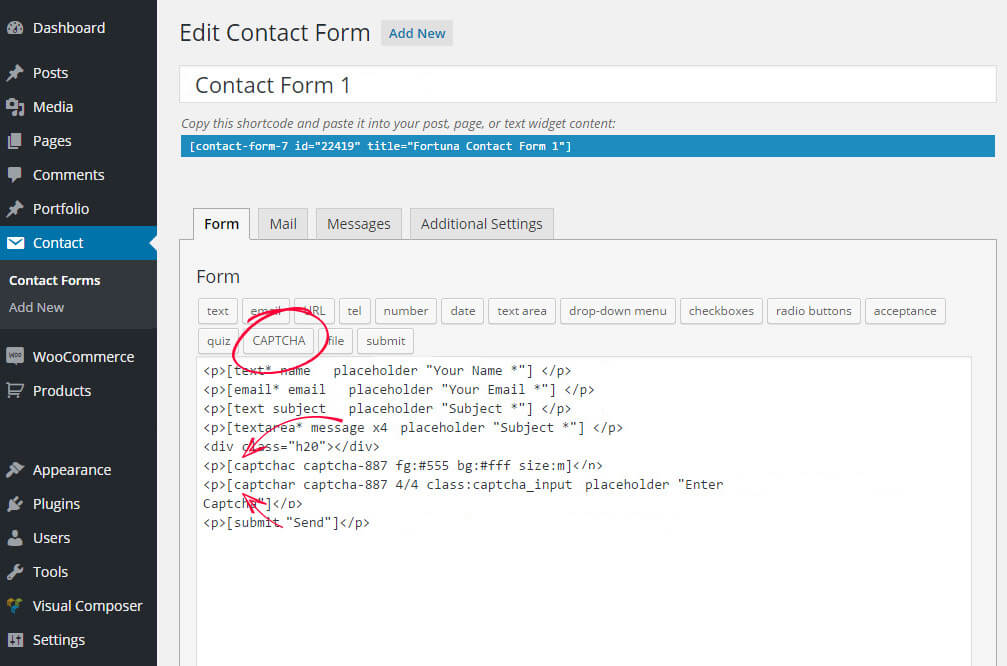 Dashboard
Posts
Media
Pages
Comments
Portfolio
Contact
Contact Forms
Add New
WooCommerce
Products
Appearance
Plugins
Users
Tools
Visual Composer
Settings
Edit Contact Form Add New
Contact Form 1
Copy this shortcode and paste it into your post, page, or text widget content:
[contact-form-7 id="22419" title="Fortuna Contact Form 1"]
Form Mail Messages Additional Settings
Form
text email URL tel number date text area drop-down menu checkboxes radio buttons acceptance
quiz CAPTCHA file submit
<p>[text* name placeholder "Your Name *"] </p>
<p>[email* email placeholder "Your Email *"] </p>
<p>[text subject placeholder "Subject *"] </p>
<p>[textarea* message x4 placeholder "Subject *"] </p>
<div class="h20"></div>
<p>[captchac captcha-887 fg:#555 bg:#fff size:m]</p>
<p>[captchar captcha-887 4/4 class:captcha_input placeholder "Enter
Captcha"]</p>
<p>[submit "Send"]</p>